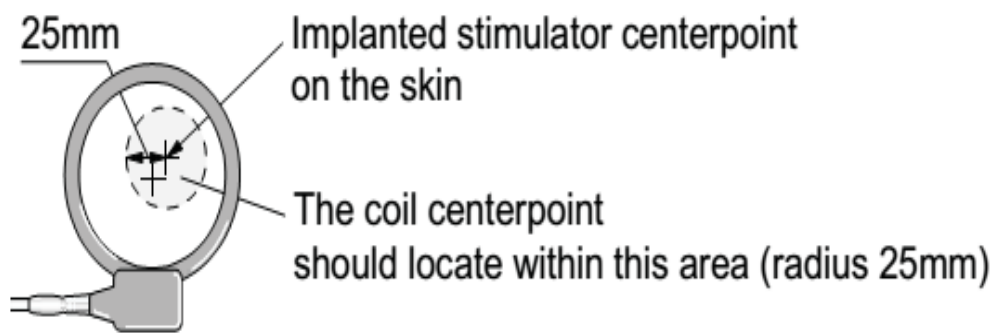 25mm
Implanted stimulator centerpoint
on the skin
The coil centerpoint
should locate within this area (radius 25mm)